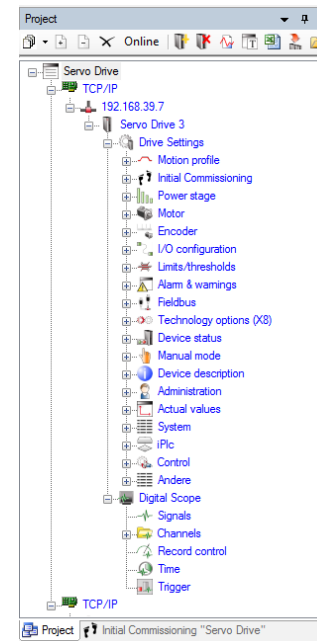 Project
Online
Servo Drive
TCP/IP
192.168.39.7
Servo Drive 3
Drive Settings
Motion profile
Initial Commissioning
Power stage
Motor
Encoder
I/O configuration
Limits/thresholds
Alarm & warnings
Fieldbus
Technology options (X8)
Device status
Manual mode
Device description
Administration
Actual values
System
iPlc
Control
Andere
Digital Scope
Signals
Channels
Record control
Time
Trigger
TCP/IP
Project Initial Commissioning "Servo Drive"